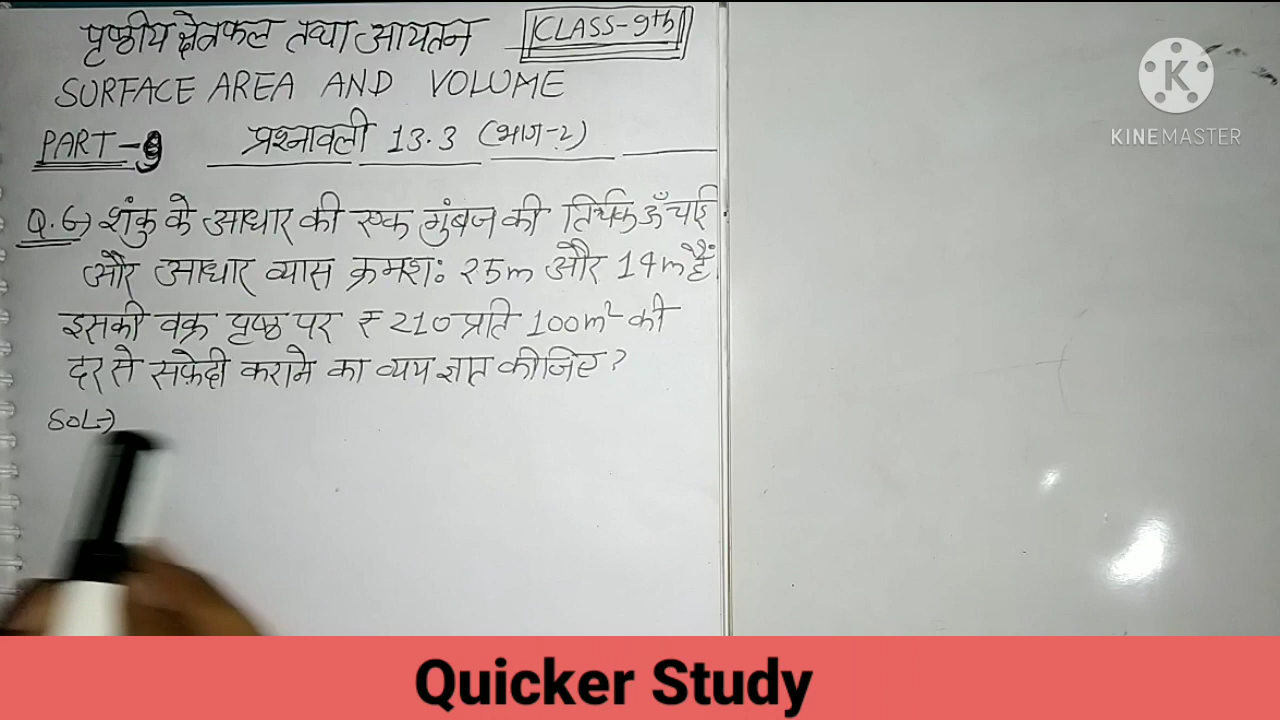 पृष्ठीय क्षेत्रफल तथा आयतन CLASS-9th
SURFACE AREA AND VOLUME
PART-9 प्रश्नावली 13.3 (भाग-2)
Q.6→ शंकु के आधार की एक गुंबज की तिर्यक ऊँचाई
और आधार व्यास क्रमशः 25m और 14m हैं
इसकी वक्र पृष्ठ पर ₹ 210 प्रति 100m² की
दर से सफ़ेदी कराने का व्यय ज्ञात कीजिए?
SOL→
K
KINEMASTER
Quicker Study